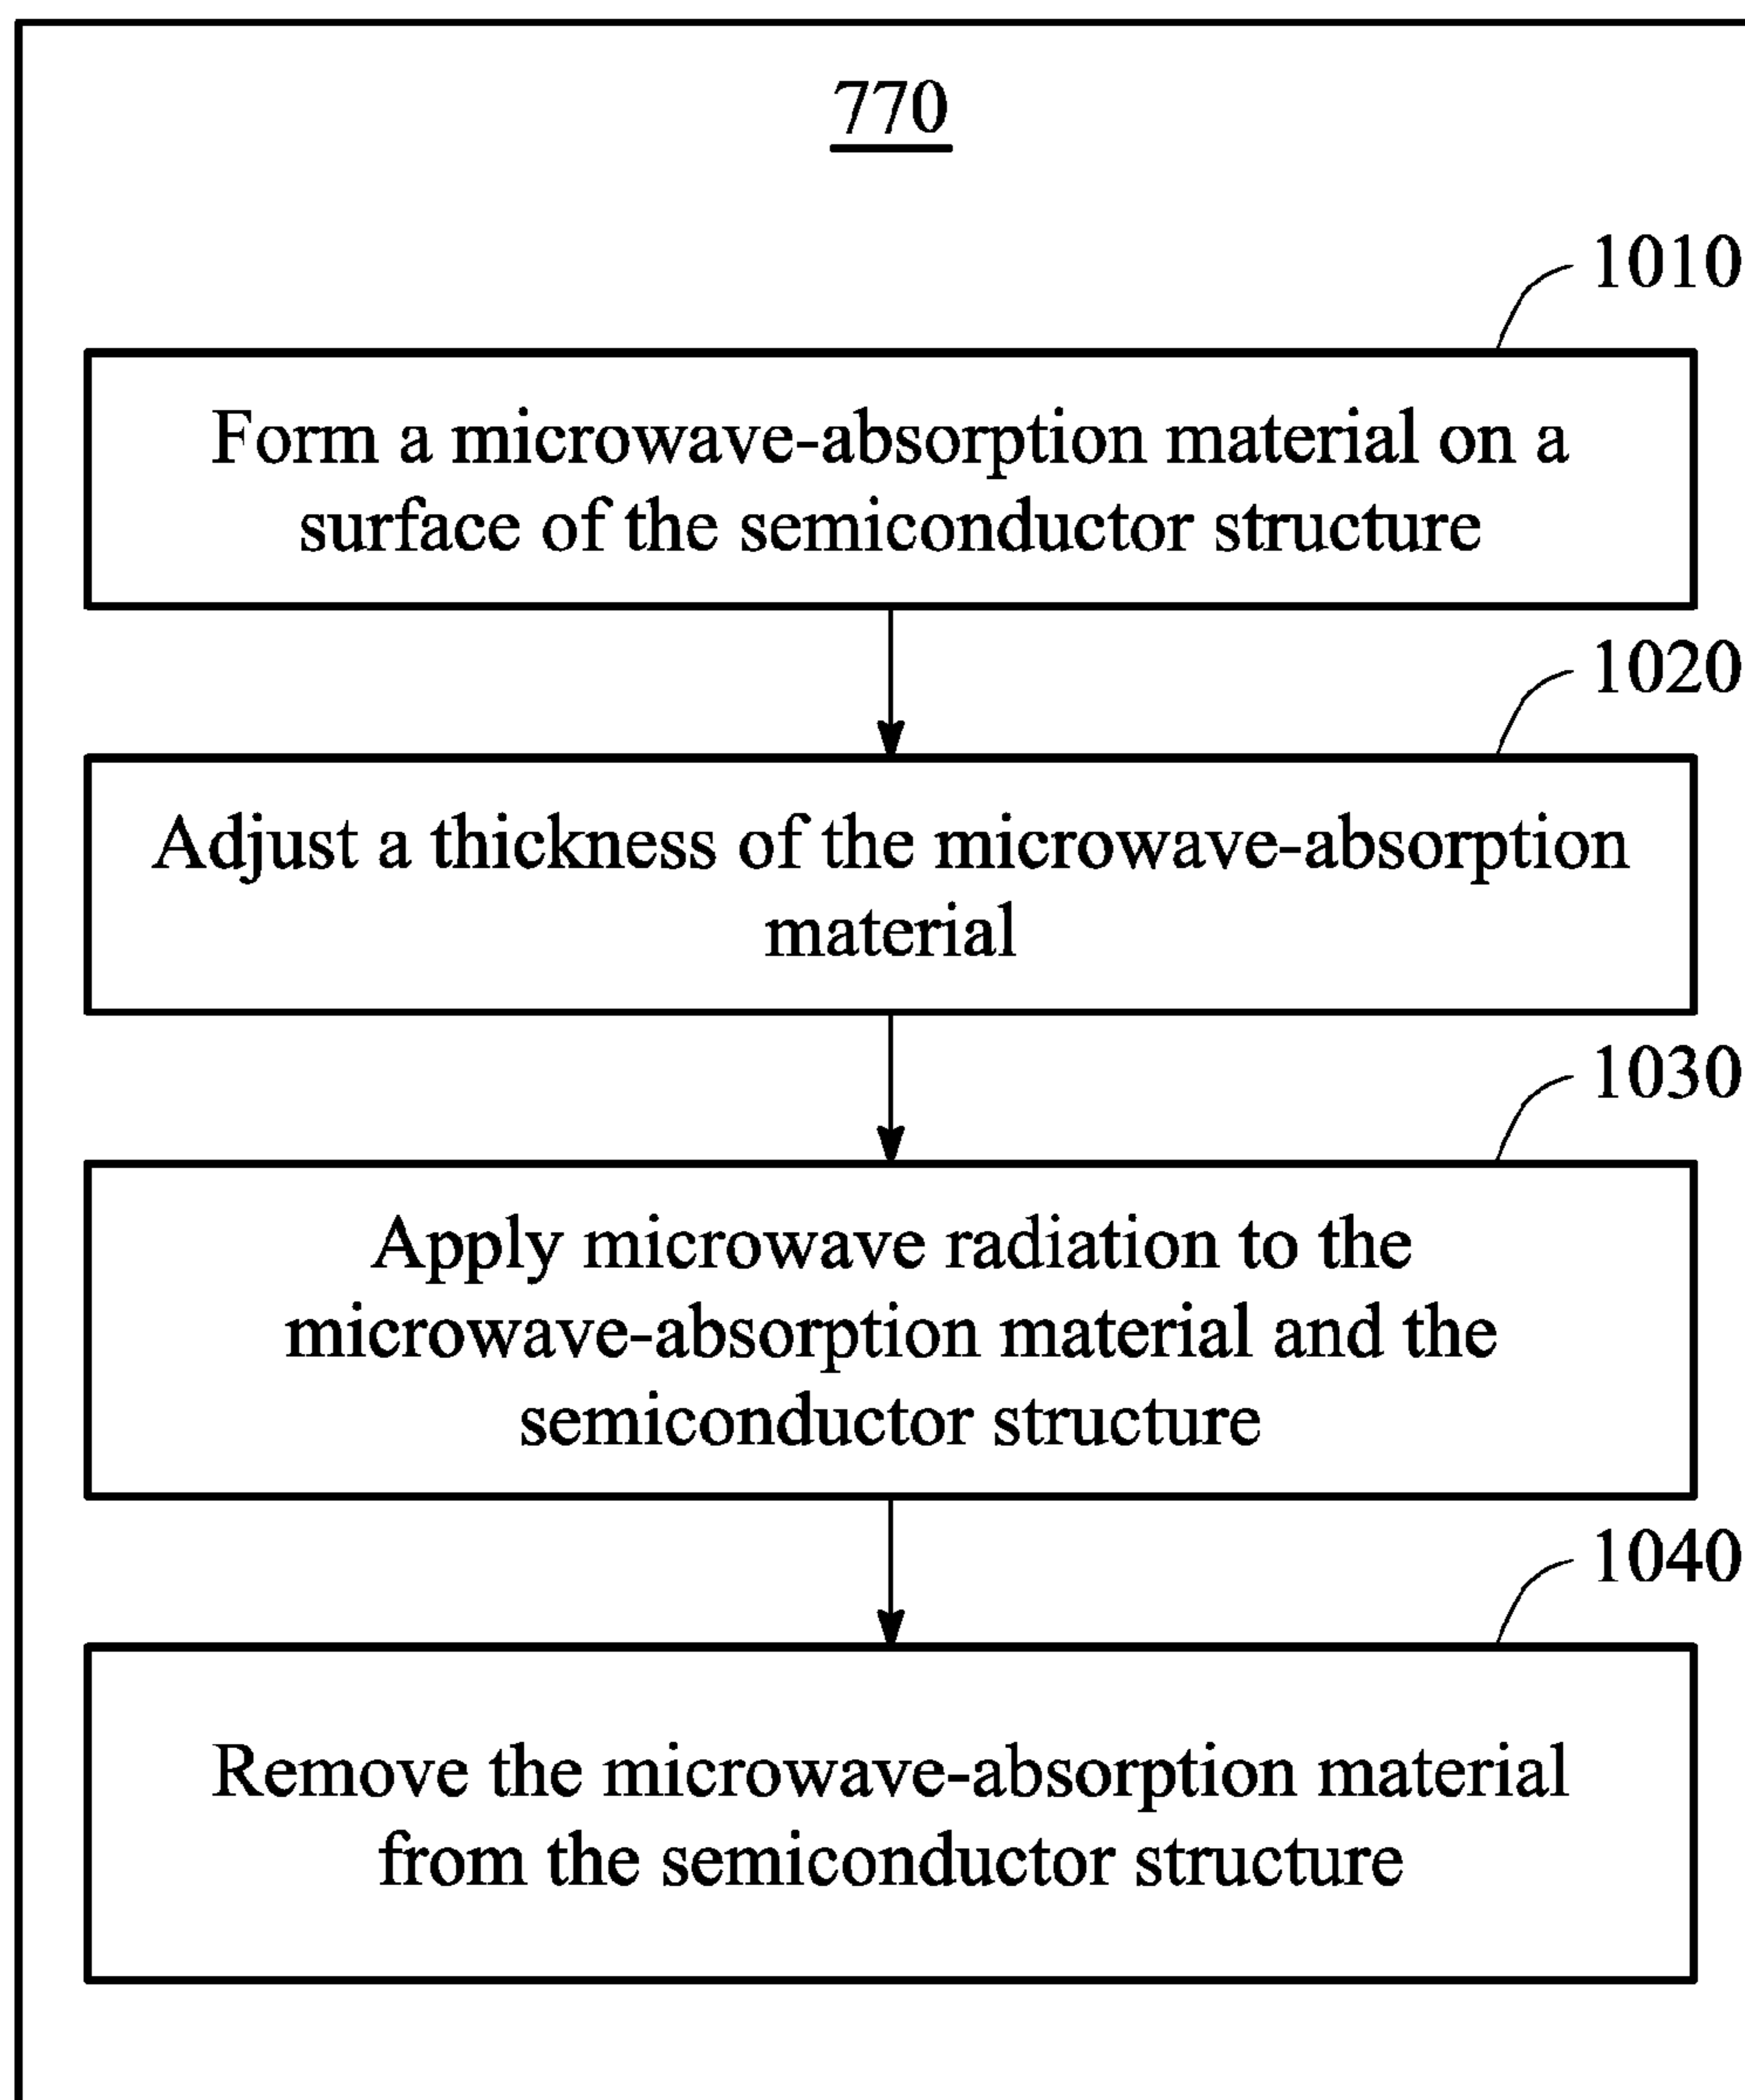 770
1010
Form a microwave-absorption material on a
surface of the semiconductor structure
1020
Adjust a thickness of the microwave-absorption
material
1030
Apply microwave radiation to the
microwave-absorption material and the
semiconductor structure
1040
Remove the microwave-absorption material
from the semiconductor structure